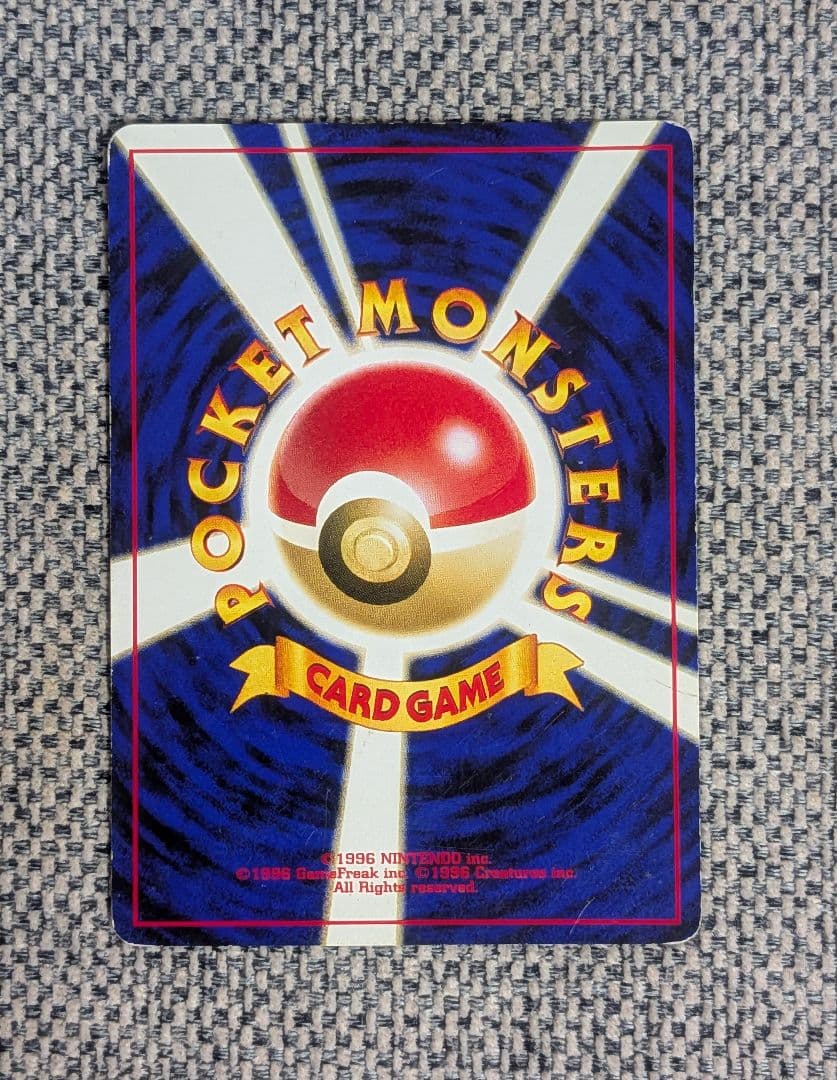 POCKET MONSTERS
CARD GAME
©1996 NINTENDO inc.
©1996 GameFreak inc. ©1996 Creatures inc.
All Rights reserved.